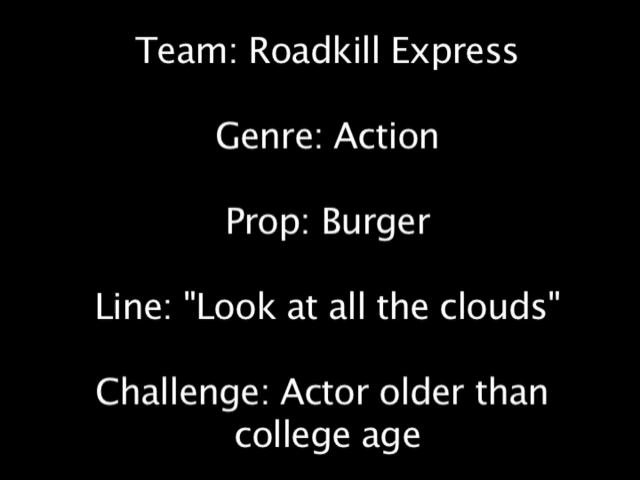 Team: Roadkill Express
Genre: Action
Prop: Burger
Line: "Look at all the clouds"
Challenge: Actor older than
college age